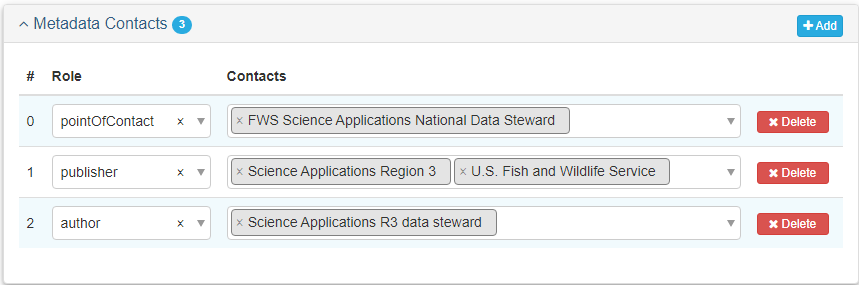 Metadata Contacts 3
+ Add
# Role Contacts
0 pointOfContact × × FWS Science Applications National Data Steward × Delete
1 publisher × × Science Applications Region 3 × U.S. Fish and Wildlife Service × Delete
2 author × × Science Applications R3 data steward × Delete